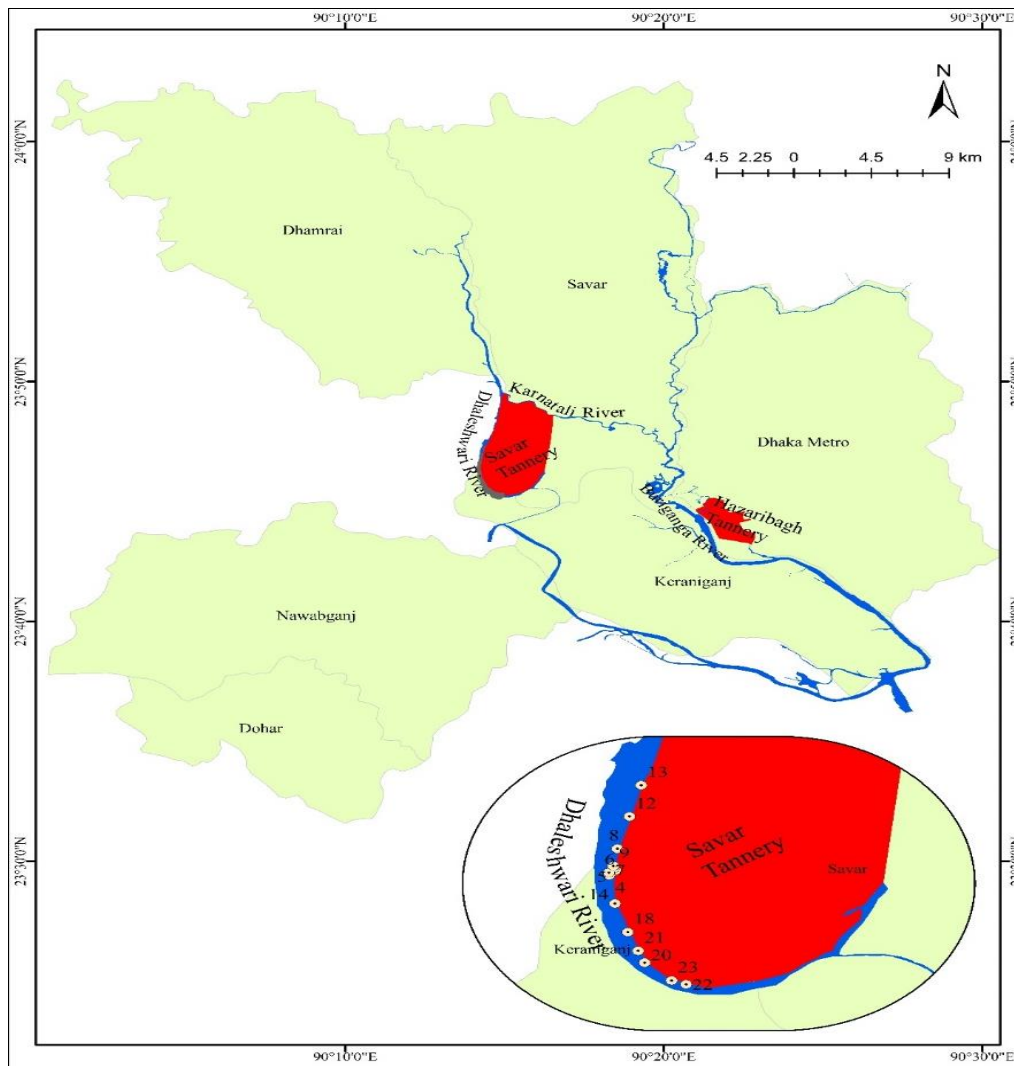 90°10'0"E 90°20'0"E 90°30'0"E
N
24°0'0"N
4.5 2.25 0 4.5 9 km
Dhamrai
Savar
23°50'0"N
Karnatali River
Dhaleshwari River
Savar
Tannery
Dhaka Metro
Hazaribagh
Tannery
Buriganga River
Keraniganj
Nawabganj
23°40'0"N
Dohar
13
12
8
9
6
7
5
4
14
18
21
20
23
22
Dhaleshwari River
Savar
Tannery
Savar
Keraniganj
23°30'0"N
90°10'0"E 90°20'0"E 90°30'0"E